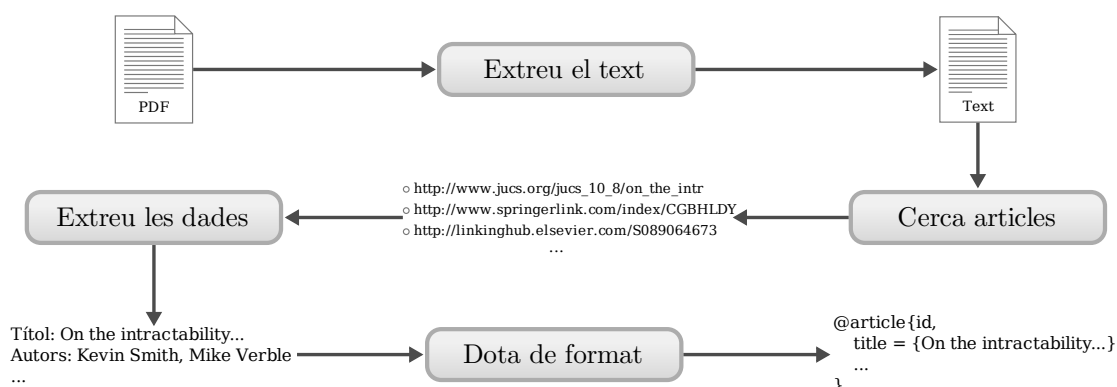 PDF
Extreu el text
Text
Extreu les dades
○ http://www.jucs.org/jucs_10_8/on_the_intr
○ http://www.springerlink.com/index/CGBHLDY
○ http://linkinghub.elsevier.com/S089064673
...
Cerca articles
Títol: On the intractability...
Autors: Kevin Smith, Mike Verble
...
Dota de format
@article{id,
title = {On the intractability...}
...
}